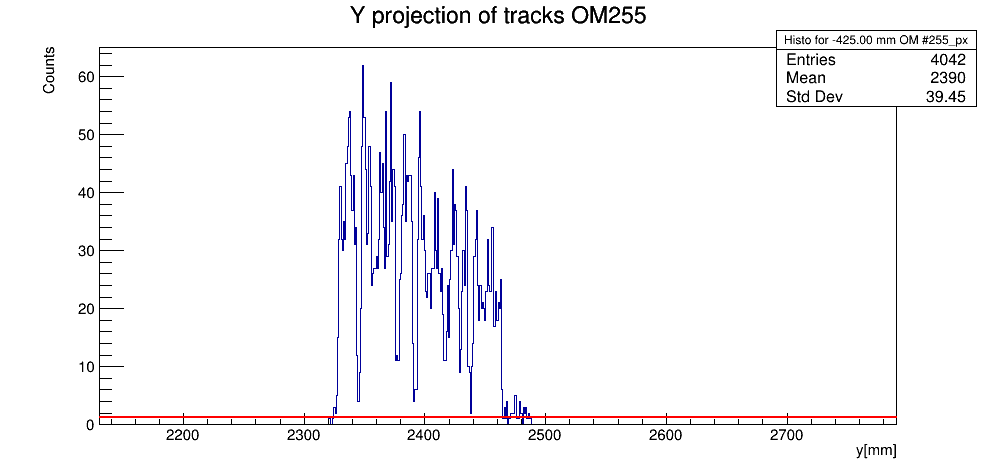 Y projection of tracks OM255
Histo for -425.00 mm OM #255_px
Entries 4042
Mean 2390
Std Dev 39.45
Counts
60
50
40
30
20
10
0
2200 2300 2400 2500 2600 2700
y[mm]